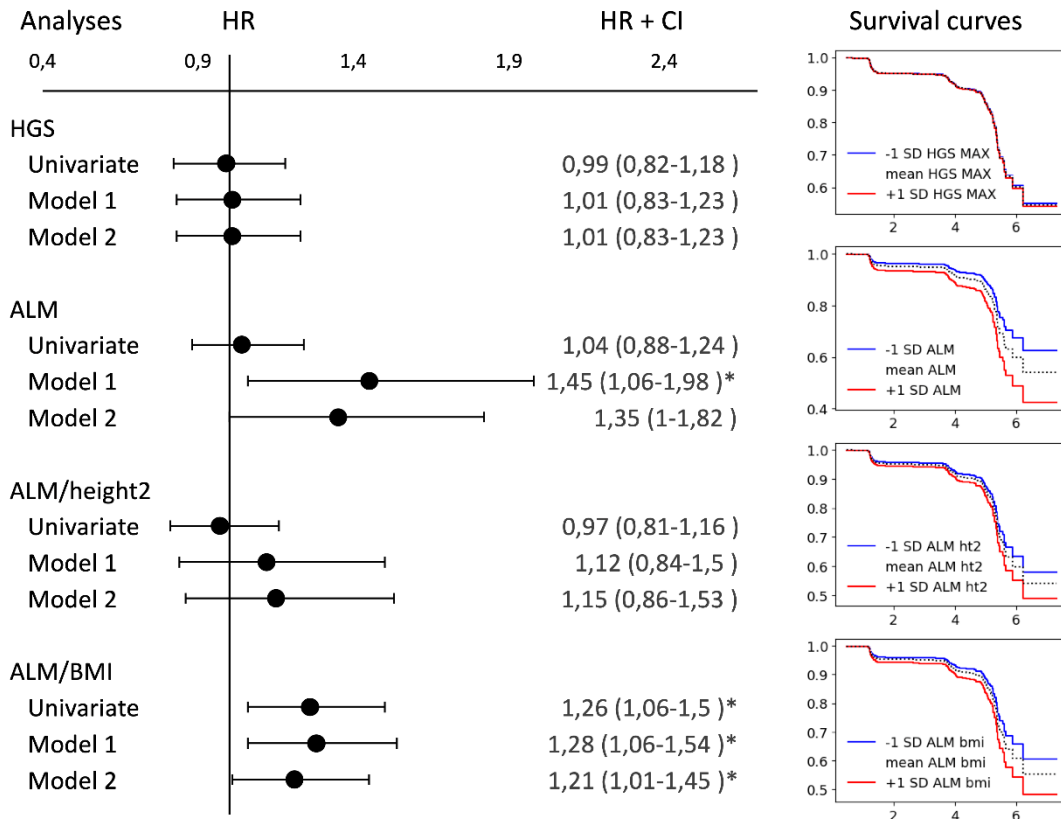 Analyses HR HR + CI Survival curves
0,4 0,9 1,4 1,9 2,4
HGS
Univariate 0,99 (0,82-1,18 )
Model 1 1,01 (0,83-1,23 )
Model 2 1,01 (0,83-1,23 )
ALM
Univariate 1,04 (0,88-1,24 )
Model 1 1,45 (1,06-1,98 )*
Model 2 1,35 (1-1,82 )
ALM/height2
Univariate 0,97 (0,81-1,16 )
Model 1 1,12 (0,84-1,5 )
Model 2 1,15 (0,86-1,53 )
ALM/BMI
Univariate 1,26 (1,06-1,5 )*
Model 1 1,28 (1,06-1,54 )*
Model 2 1,21 (1,01-1,45 )*
1.0
0.9
0.8
0.7
0.6
-1 SD HGS MAX
mean HGS MAX
+1 SD HGS MAX
2 4 6
1.0
0.8
0.6
0.4
-1 SD ALM
mean ALM
+1 SD ALM
2 4 6
1.0
0.9
0.8
0.7
0.6
0.5
-1 SD ALM ht2
mean ALM ht2
+1 SD ALM ht2
2 4 6
1.0
0.9
0.8
0.7
0.6
0.5
-1 SD ALM bmi
mean ALM bmi
+1 SD ALM bmi
2 4 6